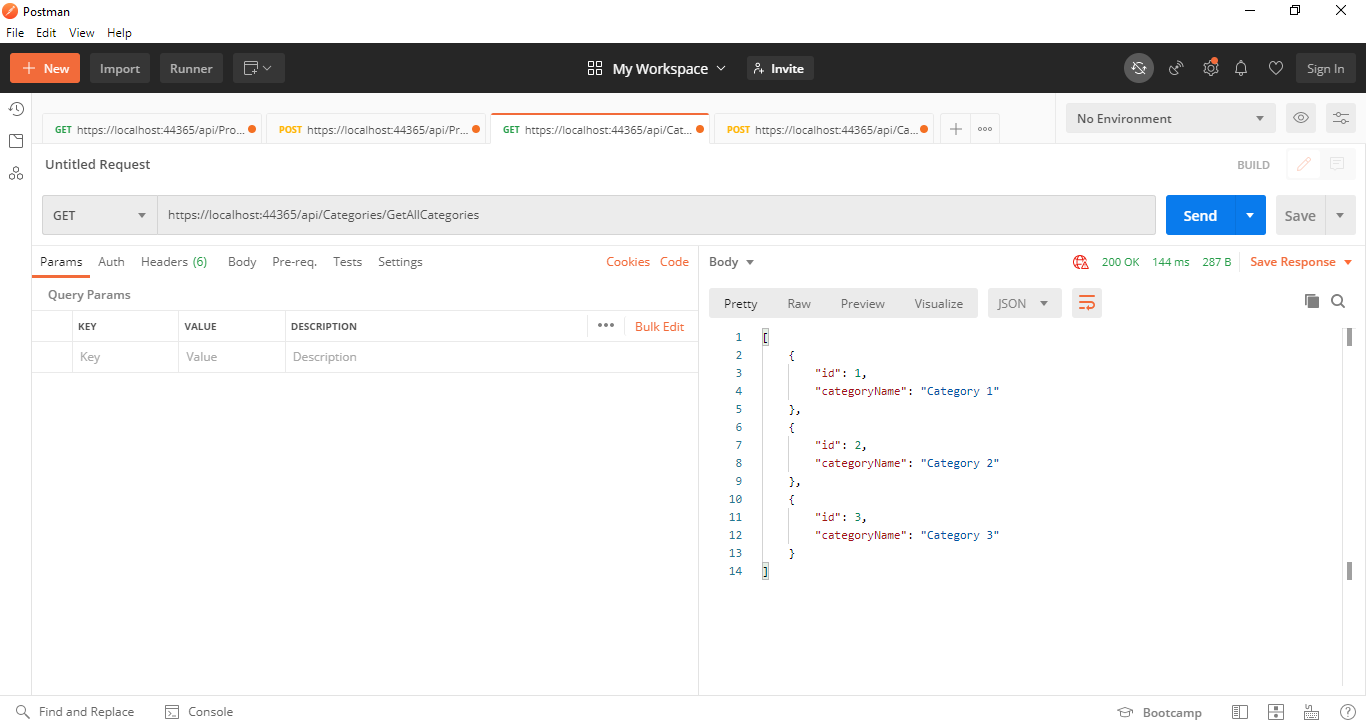 Postman
File Edit View Help
New Import Runner My Workspace Invite Sign In
GET https://localhost:44365/api/Pro... POST https://localhost:44365/api/Pr... GET https://localhost:44365/api/Cat... POST https://localhost:44365/api/Ca... No Environment
Untitled Request BUILD
GET https://localhost:44365/api/Categories/GetAllCategories Send Save
Params Auth Headers (6) Body Pre-req. Tests Settings Cookies Code
Query Params
KEY VALUE DESCRIPTION Bulk Edit
Key Value Description
Body 200 OK 144 ms 287 B Save Response
Pretty Raw Preview Visualize JSON
1 [
2 {
3 "id": 1,
4 "categoryName": "Category 1"
5 },
6 {
7 "id": 2,
8 "categoryName": "Category 2"
9 },
10 {
11 "id": 3,
12 "categoryName": "Category 3"
13 }
14 ]
Find and Replace Console Bootcamp